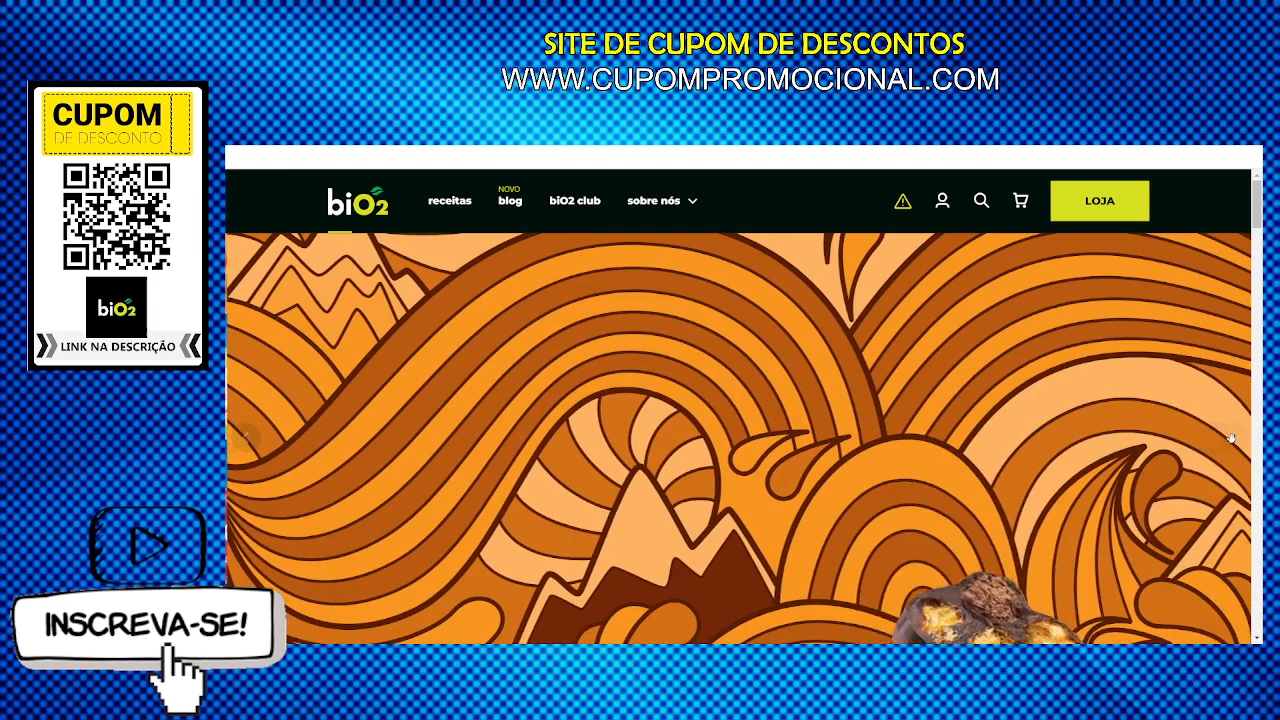 SITE DE CUPOM DE DESCONTOS
WWW.CUPOMPROMOCIONAL.COM
CUPOM
DE DESCONTO
biO2
LINK NA DESCRIÇÃO
biO2
receitas
NOVO
blog
biO2 club
sobre nós
LOJA
INSCREVA-SE!